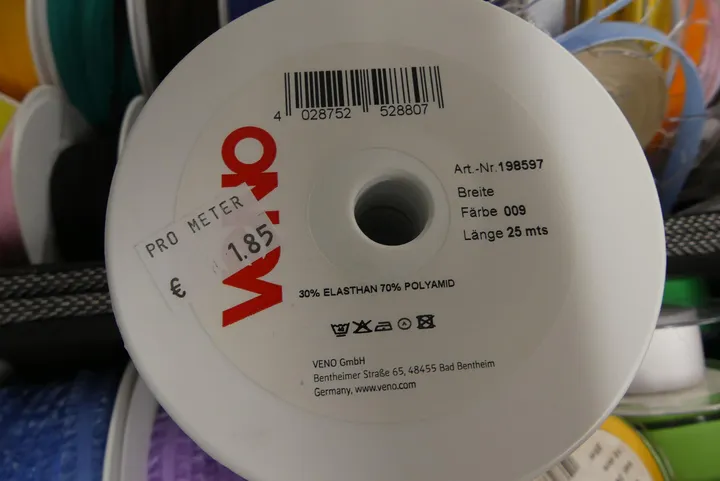 4 028752 528807
VENO
PRO METER
€ 1.85
Art.-Nr.198597
Breite
Färbe 009
Länge 25 mts
30% ELASTHAN 70% POLYAMID
VENO GmbH
Bentheimer Straße 65, 48455 Bad Bentheim
Germany, www.veno.com